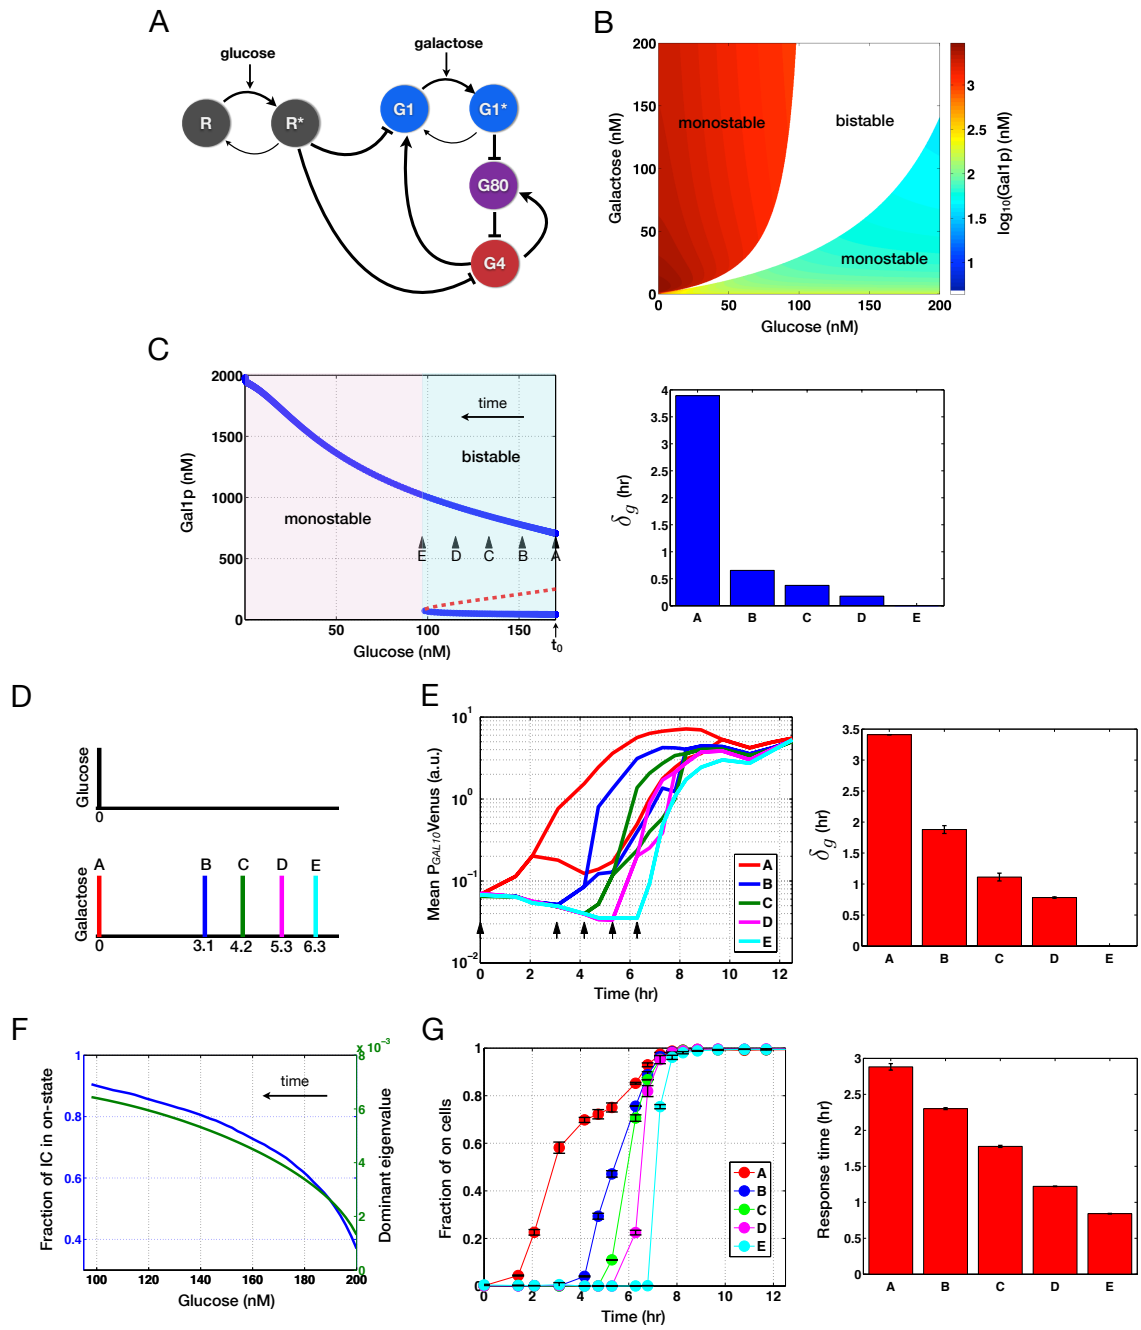 A
glucose
galactose
R
R*
G1
G1*
G80
G4
B
Galactose (nM)
200
150
100
50
0
monostable
bistable
monostable
0
50
100
150
200
Glucose (nM)
3
2.5
2
1.5
1
log10(Gal1p) (nM)
C
Gal1p (nM)
2000
1500
1000
500
0
time
bistable
monostable
E
D
C
B
A
50
100
150
t0
Glucose (nM)
δg (hr)
4
3.5
3
2.5
2
1.5
1
0.5
0
A
B
C
D
E
D
Glucose
0
Galactose
A
B
C
D
E
0
3.1
4.2
5.3
6.3
E
Mean PGAL10Venus (a.u.)
10^1
10^0
10^-1
10^-2
A
B
C
D
E
0
2
4
6
8
10
12
Time (hr)
δg (hr)
3.5
3
2.5
2
1.5
1
0.5
0
A
B
C
D
E
F
Fraction of IC in on-state
1
0.8
0.6
0.4
time
x 10^-3
8
6
4
2
0
Dominant eigenvalue
100
120
140
160
180
200
Glucose (nM)
G
Fraction of on cells
1
0.8
0.6
0.4
0.2
0
A
B
C
D
E
0
2
4
6
8
10
12
Time (hr)
Response time (hr)
3
2.5
2
1.5
1
0.5
0
A
B
C
D
E